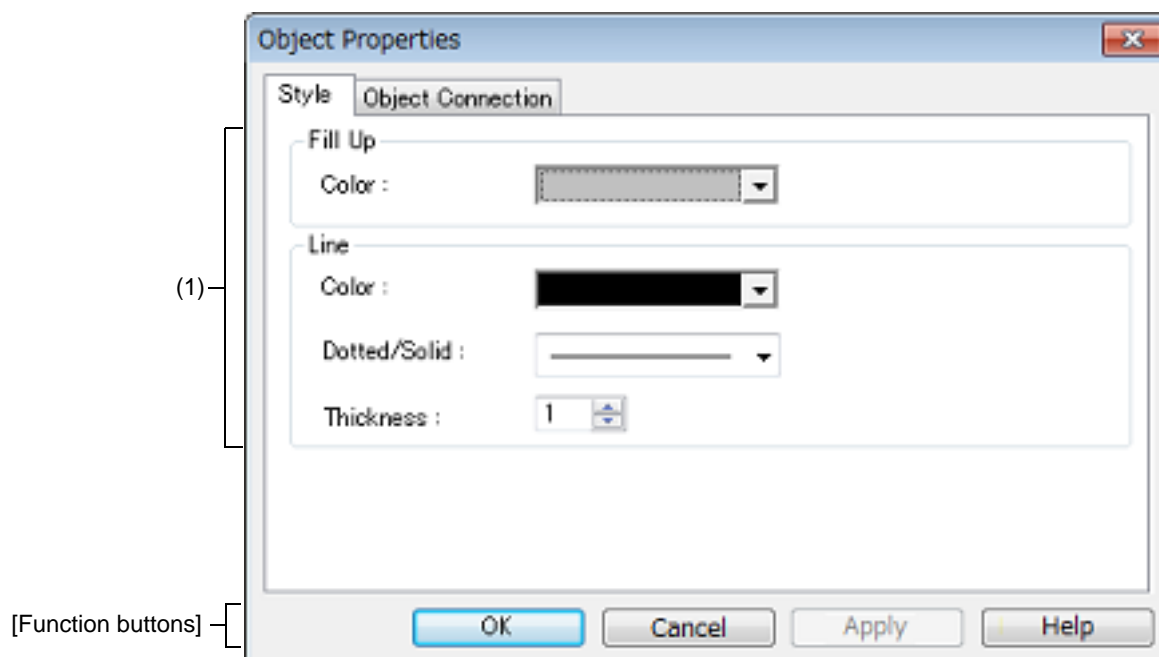 Object Properties
Style
Object Connection
Fill Up
Color :
Line
(1)
Color :
Dotted/Solid :
Thickness :
1
[Function buttons]
OK
Cancel
Apply
Help